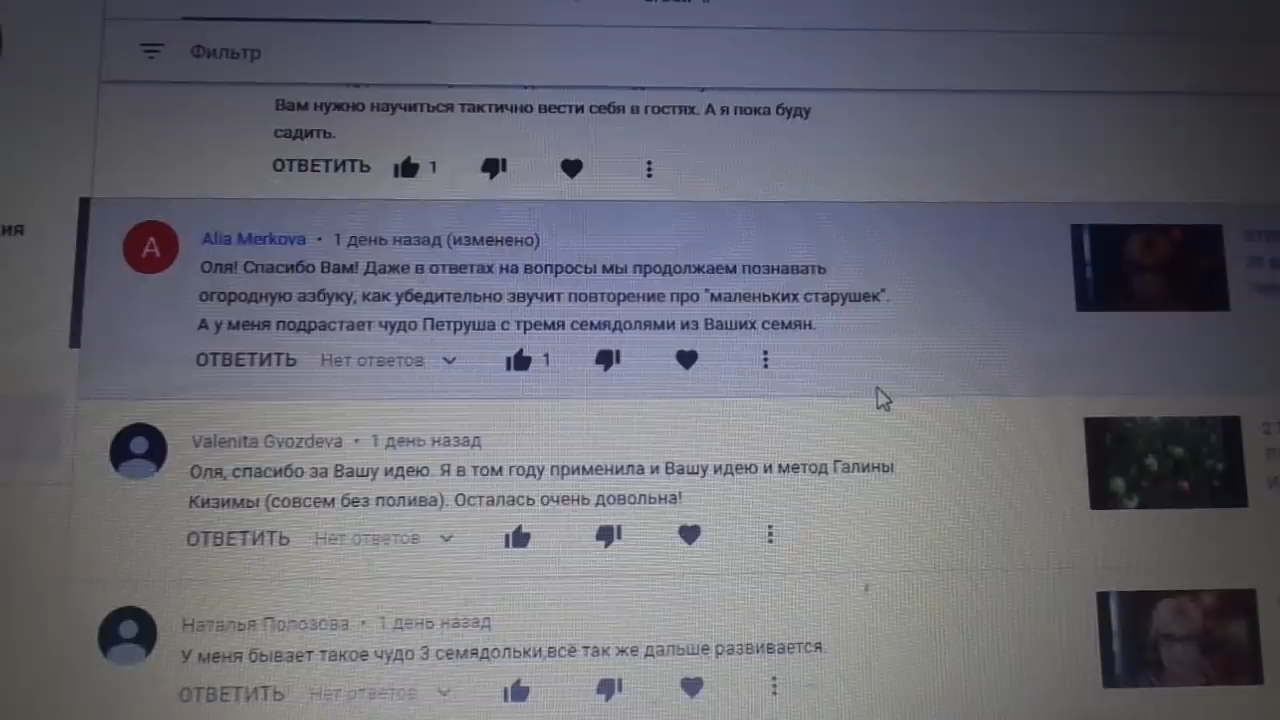 Фильтр
Вам нужно научиться тактично вести себя в гостях. А я пока буду
садить.
ОТВЕТИТЬ 1
ия
A Alia Merkova • 1 день назад (изменено)
Оля! Спасибо Вам! Даже в ответах на вопросы мы продолжаем познавать
огородную азбуку, как убедительно звучит повторение про "маленьких старушек".
А у меня подрастает чудо Петруша с тремя семядолями из Ваших семян.
ОТВЕТИТЬ Нет ответов 1
Valenita Gvozdeva • 1 день назад
Оля, спасибо за Вашу идею. Я в том году применила и Вашу идею и метод Галины
Кизимы (совсем без полива). Осталась очень довольна!
ОТВЕТИТЬ Нет ответов
Наталья Полозова • 1 день назад
У меня бывает такое чудо 3 семядольки,всё так же дальше развивается.
ОТВЕТИТЬ Нет ответов